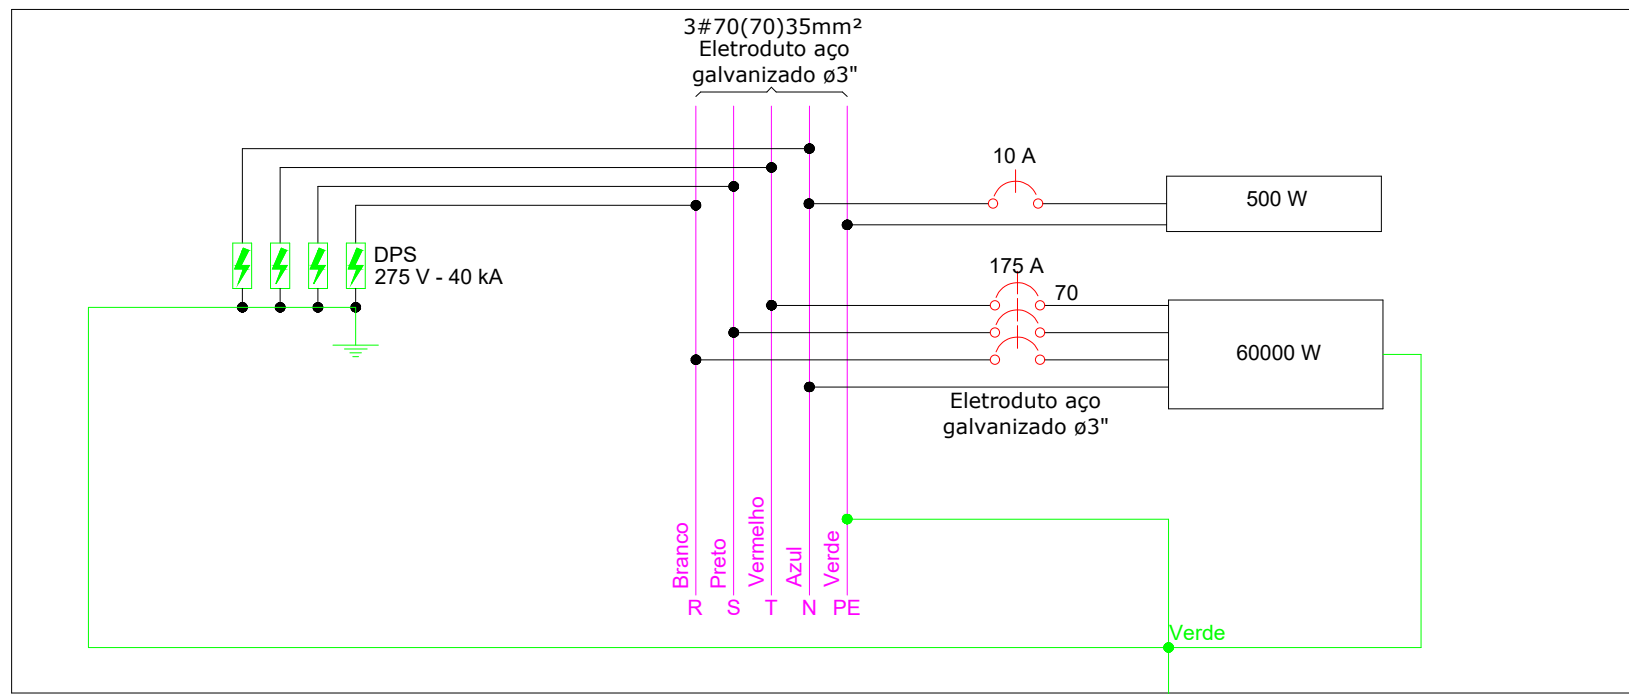 3#70(70)35mm²
Eletroduto aço
galvanizado ø3"
10 A
500 W
DPS
275 V - 40 kA
175 A
70
60000 W
Eletroduto aço
galvanizado ø3"
Branco
Preto
Vermelho
Azul
Verde
R S T N PE
Verde